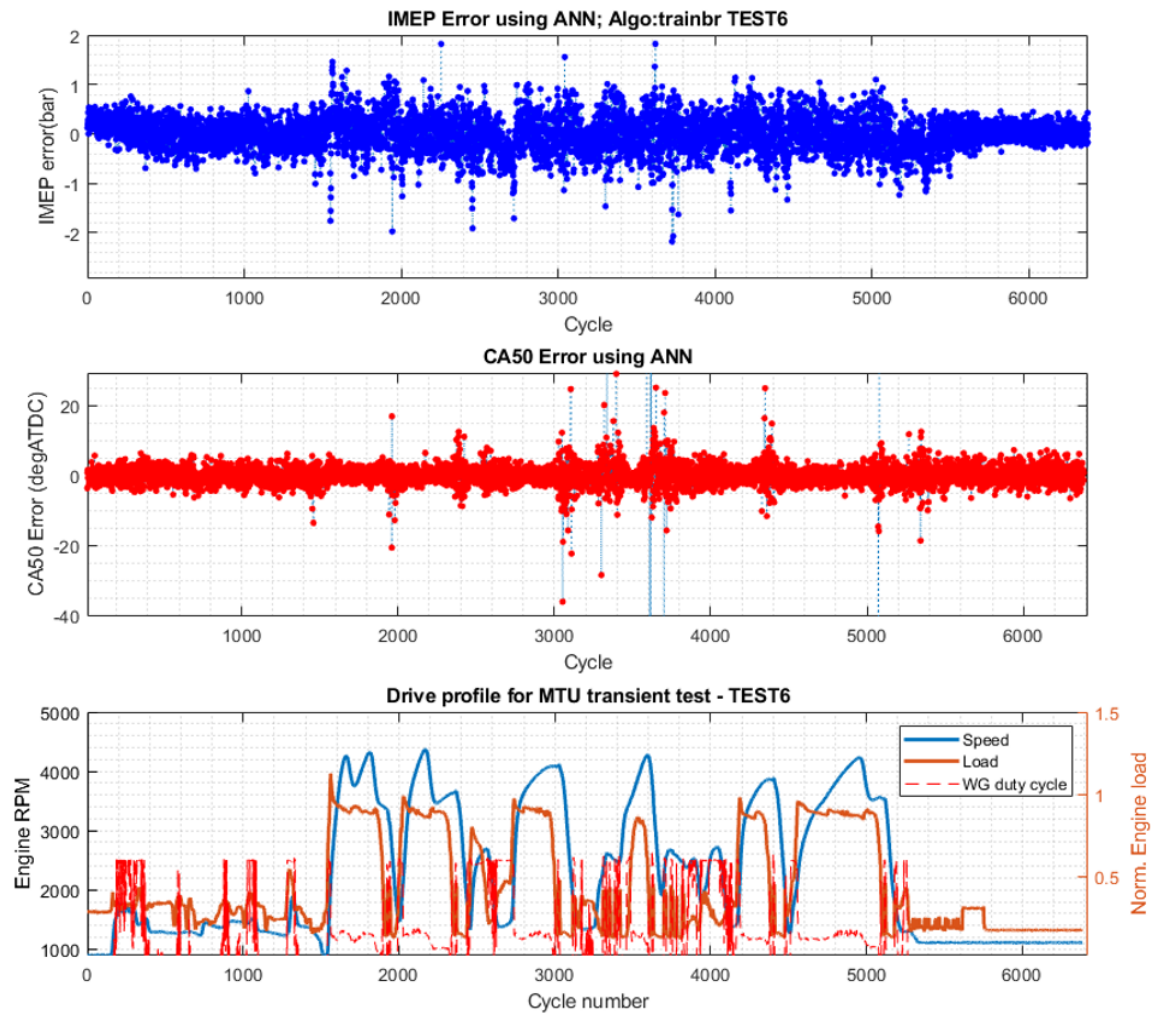 IMEP Error using ANN; Algo:trainbr TEST6
2
1
0
-1
-2
IMEP error(bar)
0 1000 2000 3000 4000 5000 6000
Cycle
CA50 Error using ANN
20
0
-20
-40
CA50 Error (degATDC)
1000 2000 3000 4000 5000 6000
Cycle
Drive profile for MTU transient test - TEST6
5000
4000
3000
2000
1000
Engine RPM
Speed
Load
WG duty cycle
1.5
1
0.5
Norm. Engine load
0 1000 2000 3000 4000 5000 6000
Cycle number